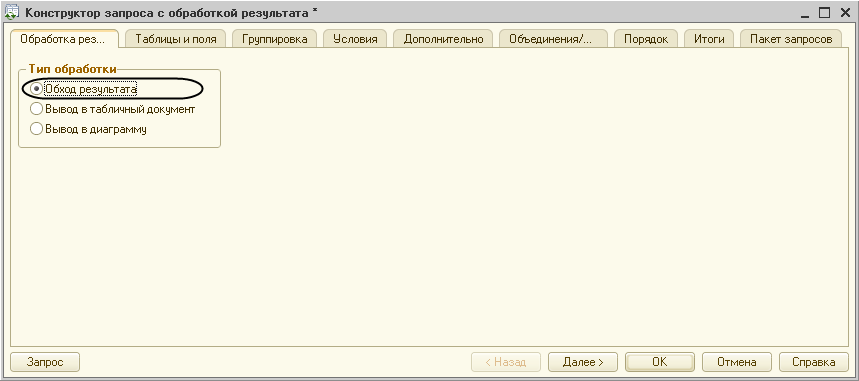 Конструктор запроса с обработкой результата *
Обработка рез... Таблицы и поля Группировка Условия Дополнительно Объединения/... Порядок Итоги Пакет запросов
Тип обработки
Обход результата
Вывод в табличный документ
Вывод в диаграмму
Запрос < Назад Далее > ОК Отмена Справка